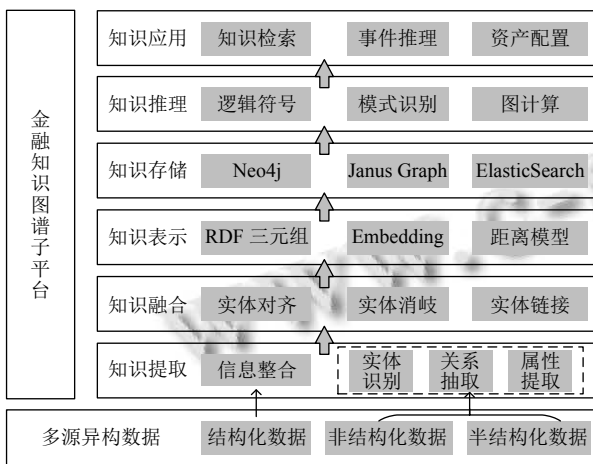 金融知识图谱子平台
知识应用 知识检索 事件推理 资产配置
知识推理 逻辑符号 模式识别 图计算
知识存储 Neo4j Janus Graph ElasticSearch
知识表示 RDF 三元组 Embedding 距离模型
知识融合 实体对齐 实体消歧 实体链接
知识提取 信息整合 实体识别 关系抽取 属性提取
多源异构数据 结构化数据 非结构化数据 半结构化数据